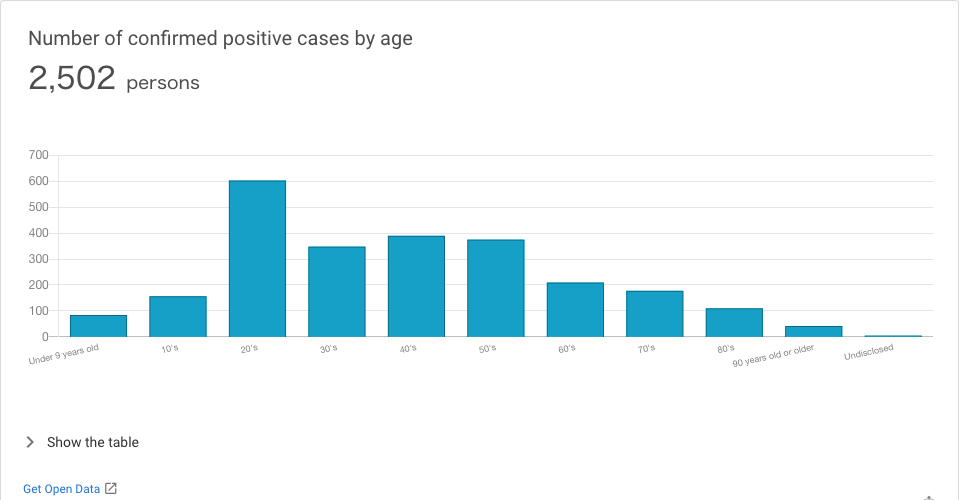 Number of confirmed positive cases by age
2,502 persons
700
600
500
400
300
200
100
0
Under 9 years old
10's
20's
30's
40's
50's
60's
70's
80's
90 years old or older
Undisclosed
Show the table
Get Open Data